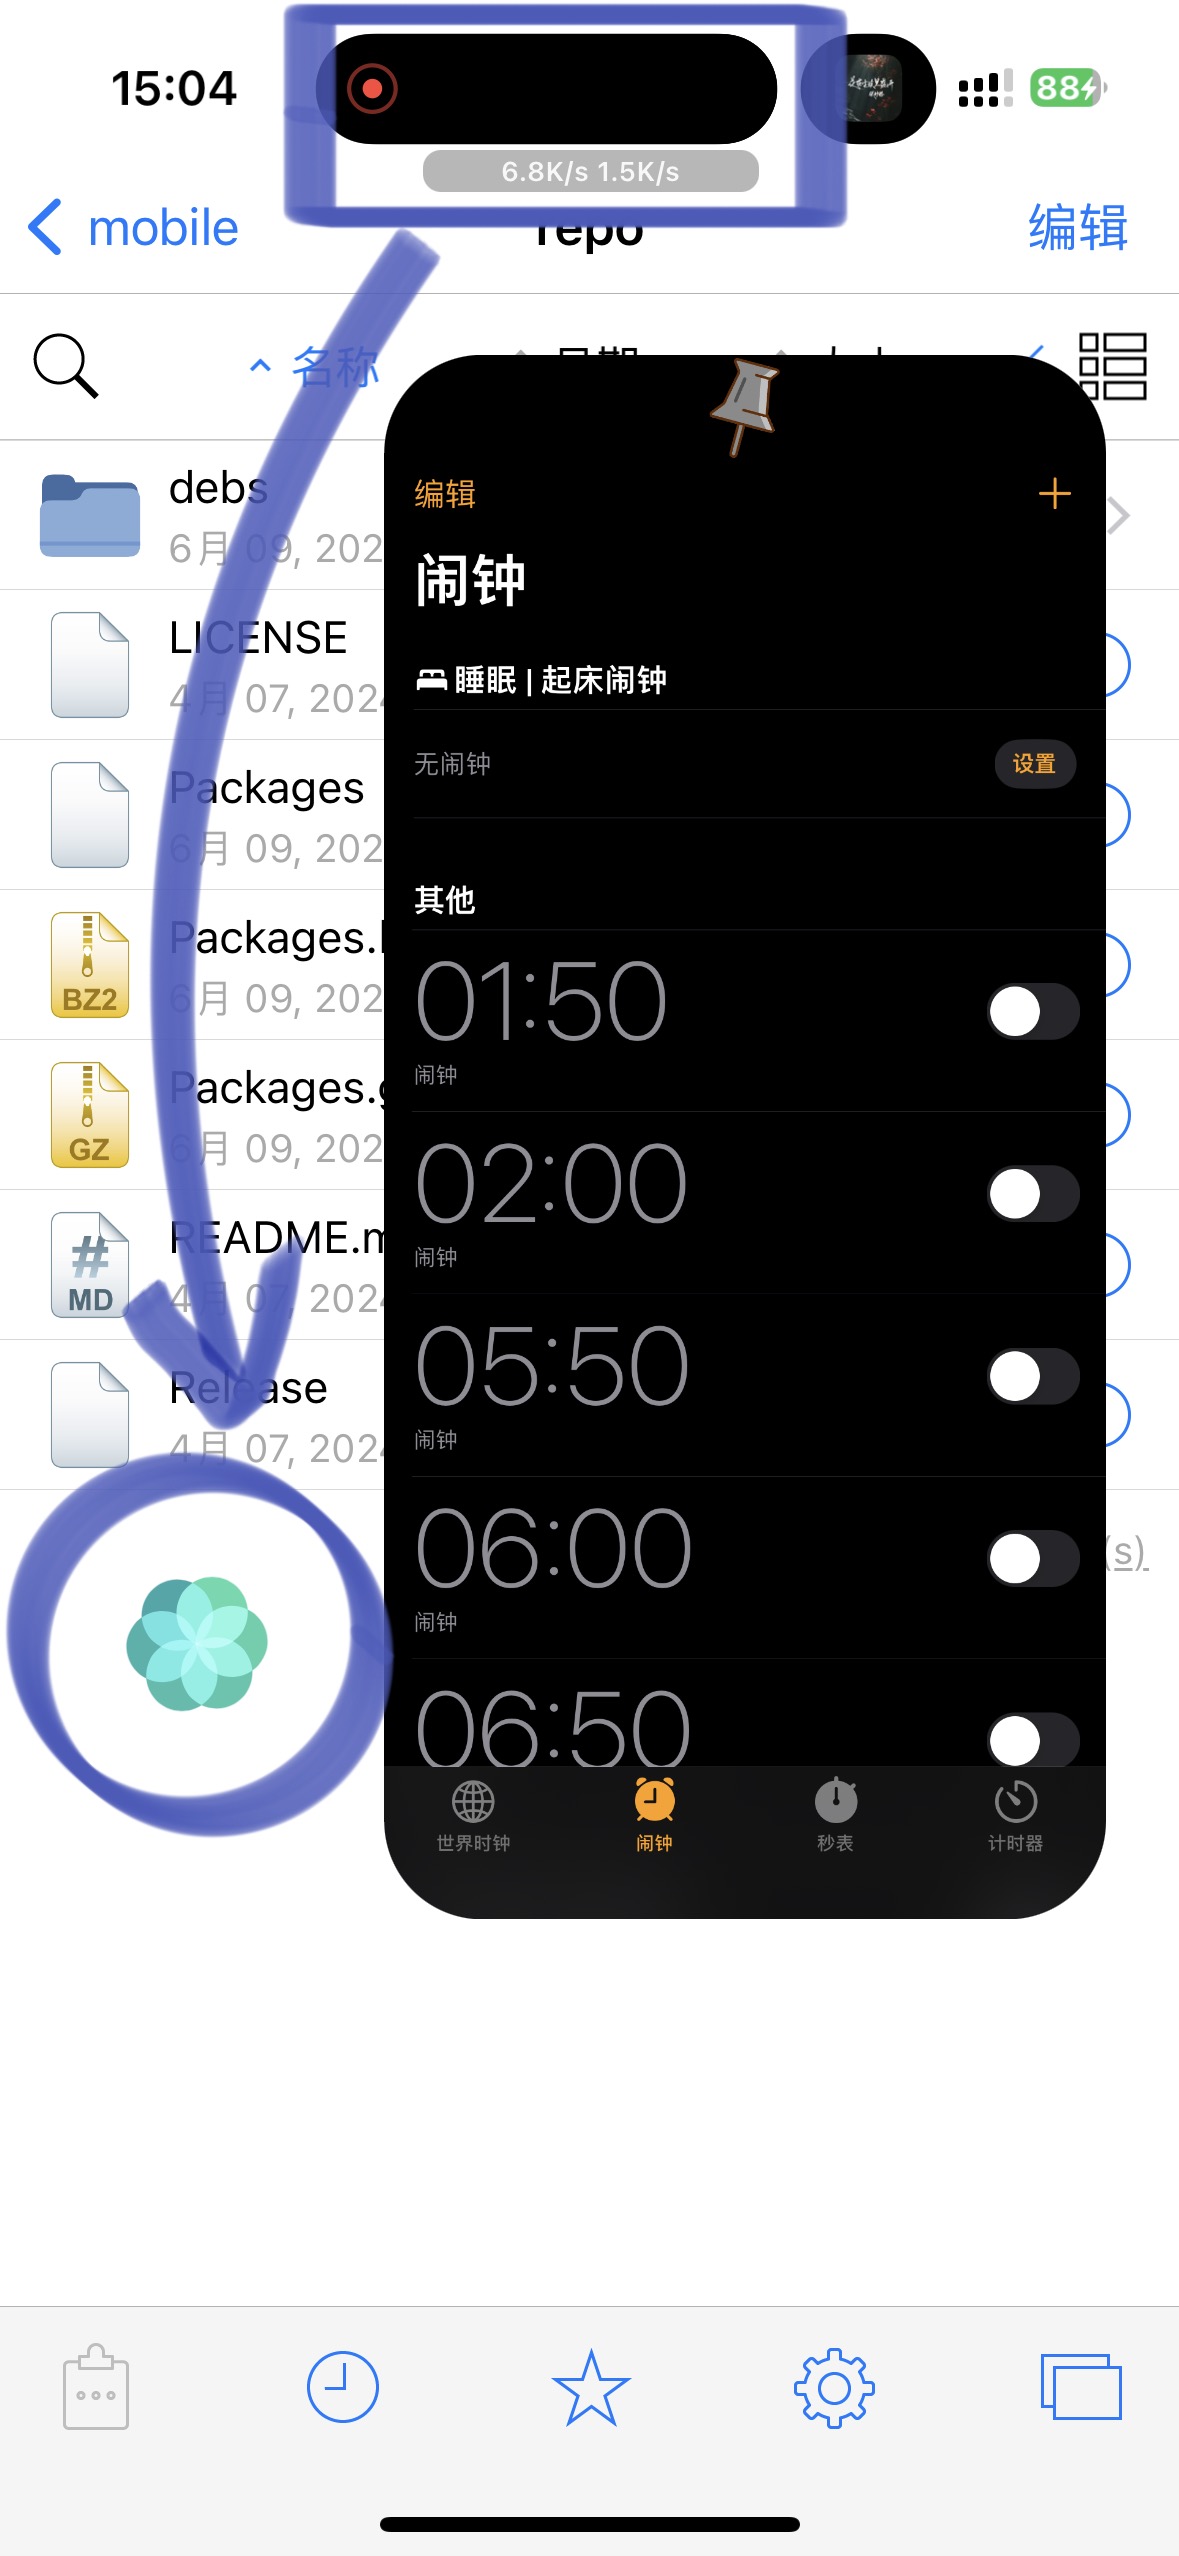 15:04
88
6.8K/s 1.5K/s
mobile
repo
编辑
名称
日期
debs
6月 09, 202
LICENSE
4月 07, 202
Packages
6月 09, 202
Packages.
BZ2
6月 09, 202
Packages.g
GZ
6月 09, 202
README.m
MD
4月 07, 202
Release
4月 07, 202
(s)
编辑
闹钟
睡眠 | 起床闹钟
无闹钟
设置
其他
01:50
闹钟
02:00
闹钟
05:50
闹钟
06:00
闹钟
06:50
世界时钟
闹钟
秒表
计时器